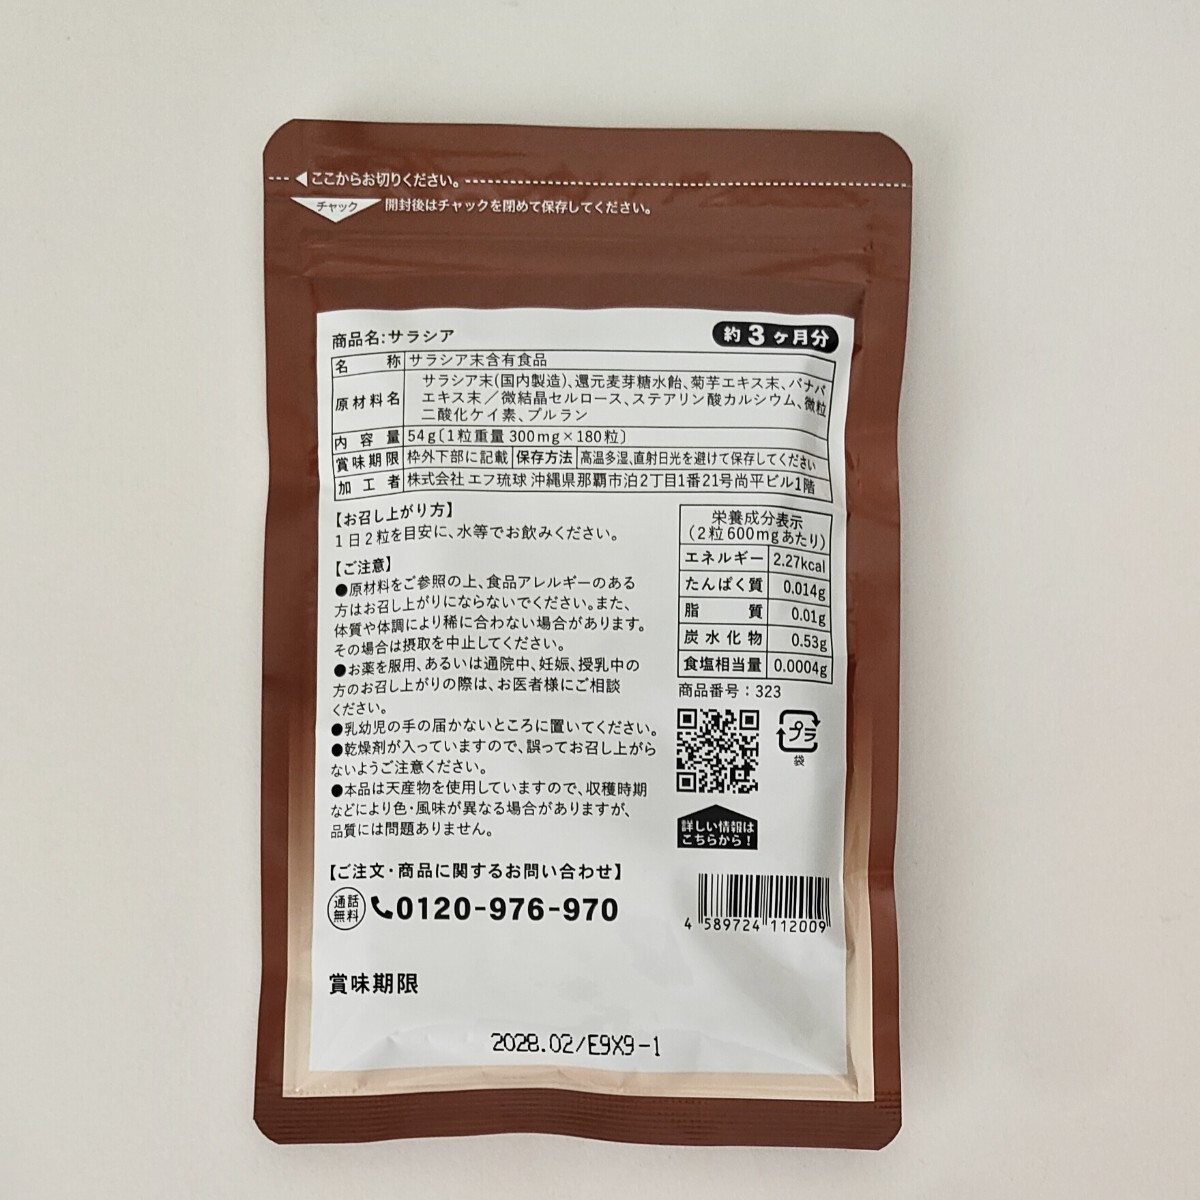 ここからお切りください。
チャック 開封後はチャックを閉めて保存してください。
商品名:サラシア
約3ヶ月分
名称 サラシア末含有食品
原材料名 サラシア末(国内製造)、還元麦芽糖水飴、菊芋エキス末、バナバ
エキス末/微結晶セルロース、ステアリン酸カルシウム、微粒
二酸化ケイ素、プルラン
内容量 54g〔1粒重量 300mg×180粒〕
賞味期限 枠外下部に記載 保存方法 高温多湿、直射日光を避けて保存してください
加工者 株式会社 エフ琉球 沖縄県那覇市泊2丁目1番21号尚平ビル1階
【お召し上がり方】
1日2粒を目安に、水等でお飲みください。
【ご注意】
●原材料をご参照の上、食品アレルギーのある
方はお召し上がりにならないでください。また、
体質や体調により稀に合わない場合があります。
その場合は摂取を中止してください。
●お薬を服用、あるいは通院中、妊娠、授乳中の
方のお召し上がりの際は、お医者様にご相談
ください。
●乳幼児の手の届かないところに置いてください。
●乾燥剤が入っていますので、誤ってお召し上がら
ないようご注意ください。
●本品は天産物を使用していますので、収穫時期
などにより色・風味が異なる場合がありますが、
品質には問題ありません。
栄養成分表示
(2粒600mgあたり)
エネルギー 2.27kcal
たんぱく質 0.014g
脂質 0.01g
炭水化物 0.53g
食塩相当量 0.0004g
商品番号:323
プラ
袋
詳しい情報は
こちらから!
【ご注文・商品に関するお問い合わせ】
通話
無料
0120-976-970
4 589724 112009
賞味期限
2028.02/E9X9-1